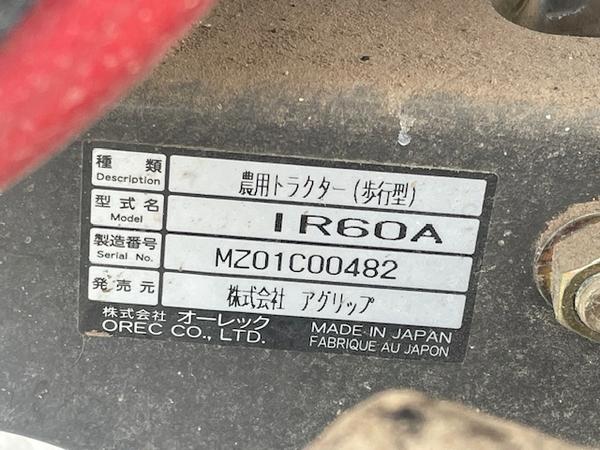 種類 農用トラクター(歩行型)
Description
型式名 IR60A
Model
製造番号 MZ01C00482
Serial No.
発売元 株式会社 アグリップ
株式会社 オーレック MADE IN JAPAN
OREC CO., LTD. FABRIQUE AU JAPON